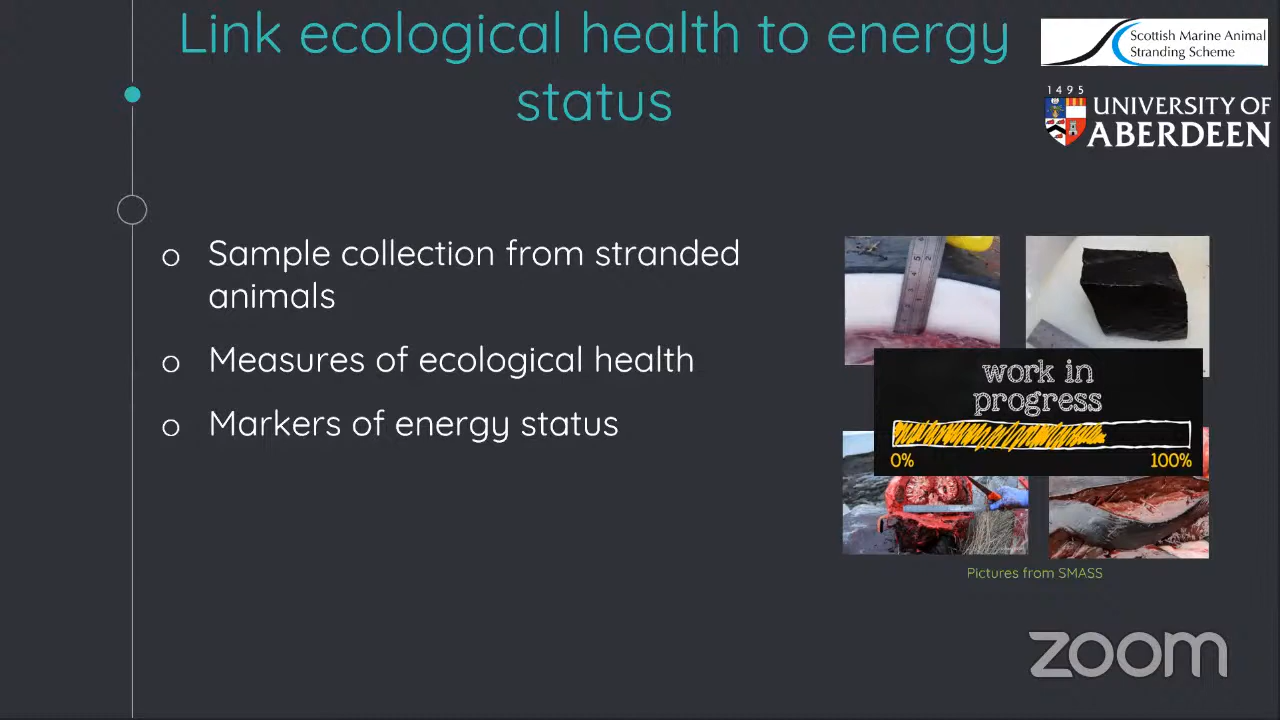 Link ecological health to energy
status
Scottish Marine Animal
Stranding Scheme
1495
UNIVERSITY OF
ABERDEEN
o Sample collection from stranded
animals
o Measures of ecological health
o Markers of energy status
work in
progress
0% 100%
Pictures from SMASS
zoom